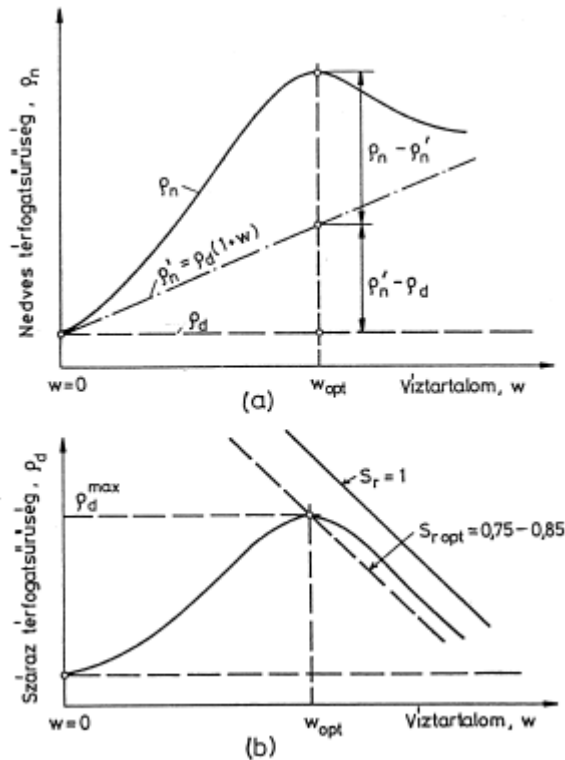 Nedves térfogatsűrűség, ρn
ρn
ρn' = ρd(1+w)
ρd
ρn − ρn'
ρn' − ρd
w=0
wopt
Víztartalom, w
(a)
Száraz térfogatsűrűség, ρd
ρd max
Sr = 1
Sr opt = 0,75 − 0,85
w=0
wopt
Víztartalom, w
(b)